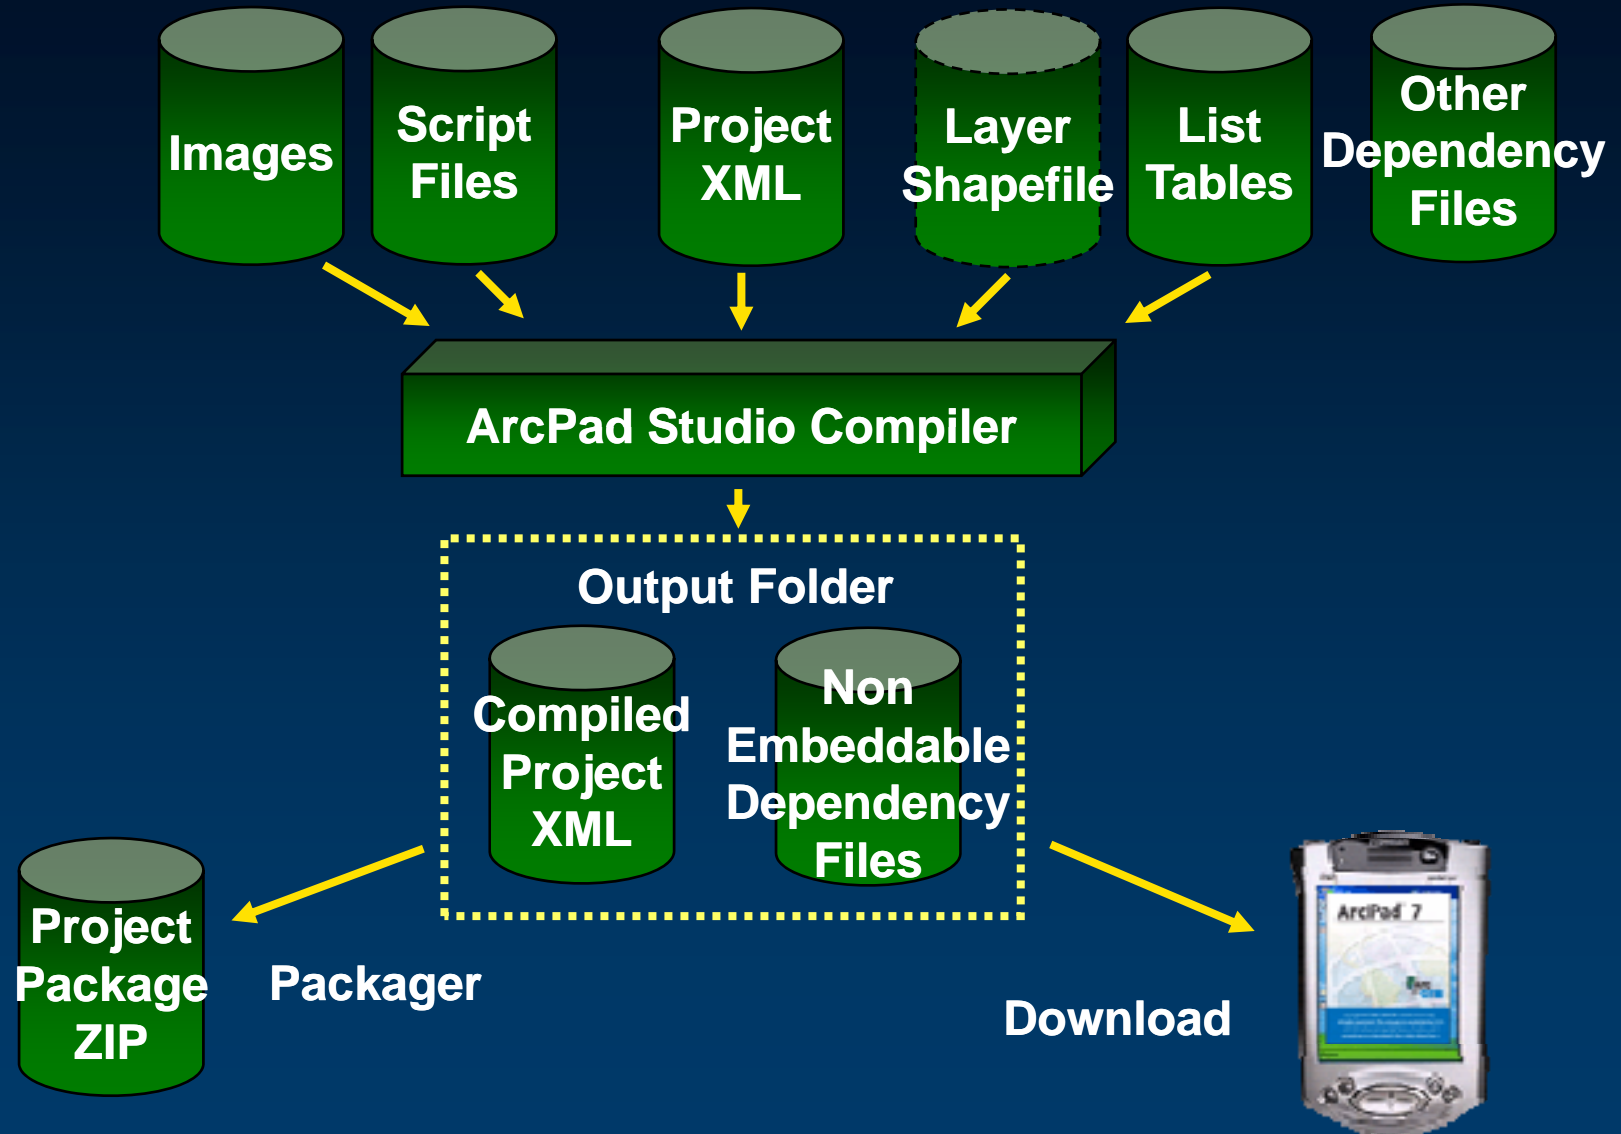 Images
Script
Files
Project
XML
Layer
Shapefile
List
Tables
Other
Dependency
Files
ArcPad Studio Compiler
Output Folder
Compiled
Project
XML
Non
Embeddable
Dependency
Files
Project
Package
ZIP
Packager
Download
ArcPad 7